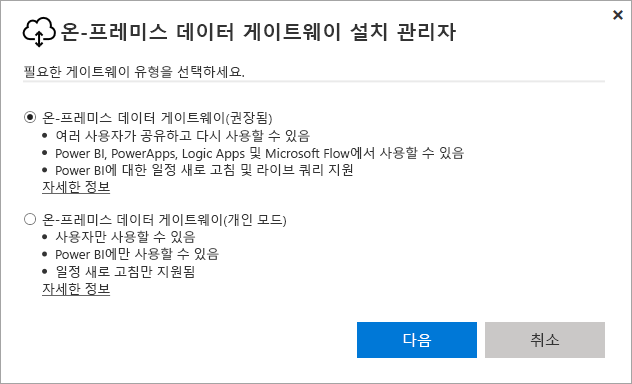 온-프레미스 데이터 게이트웨이 설치 관리자
필요한 게이트웨이 유형을 선택하세요.
온-프레미스 데이터 게이트웨이(권장됨)
• 여러 사용자가 공유하고 다시 사용할 수 있음
• Power BI, PowerApps, Logic Apps 및 Microsoft Flow에서 사용할 수 있음
• Power BI에 대한 일정 새로 고침 및 라이브 쿼리 지원
자세한 정보
온-프레미스 데이터 게이트웨이(개인 모드)
• 사용자만 사용할 수 있음
• Power BI에만 사용할 수 있음
• 일정 새로 고침만 지원됨
자세한 정보
다음
취소